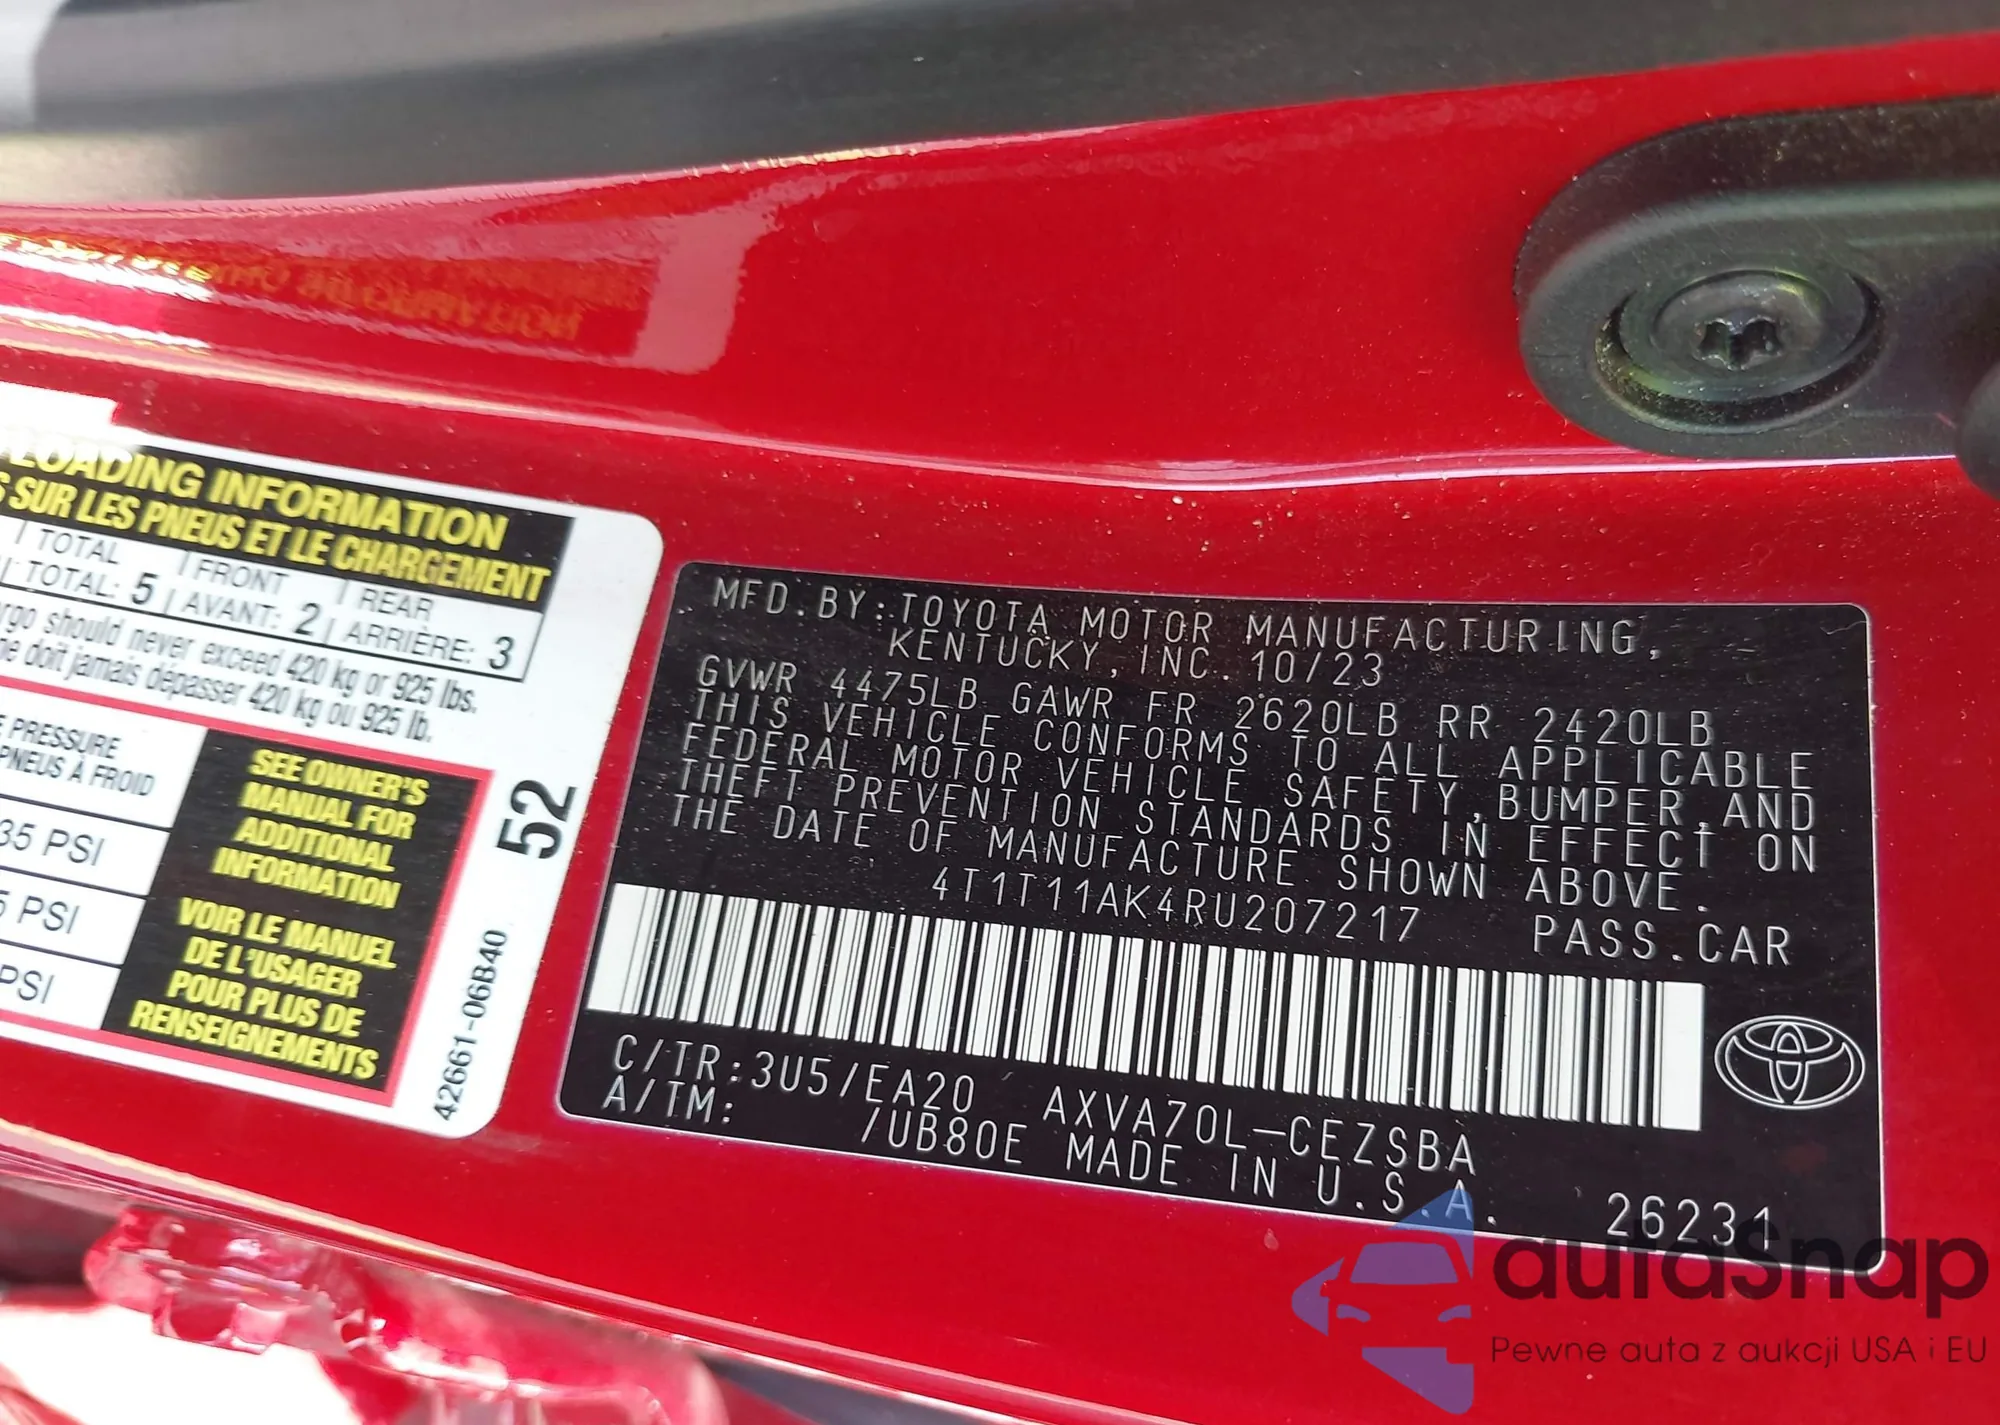 LOADING INFORMATION
SUR LES PNEUS ET LE CHARGEMENT
TOTAL | FRONT | REAR
TOTAL: 5 | AVANT: 2 | ARRIÈRE: 3
should never exceed 420 kg or 925 lbs.
doit jamais dépasser 420 kg ou 925 lb.
PRESSURE
PNEUS À FROID
35 PSI
PSI
PSI
SEE OWNER'S
MANUAL FOR
ADDITIONAL
INFORMATION
VOIR LE MANUEL
DE L'USAGER
POUR PLUS DE
RENSEIGNEMENTS
52
42661-06B40
MFD.BY:TOYOTA MOTOR MANUFACTURING,
KENTUCKY, INC. 10/23
GVWR 4475LB GAWR FR 2620LB RR 2420LB
THIS VEHICLE CONFORMS TO ALL APPLICABLE
FEDERAL MOTOR VEHICLE SAFETY,BUMPER,AND
THEFT PREVENTION STANDARDS IN EFFECT ON
THE DATE OF MANUFACTURE SHOWN ABOVE.
4T1T11AK4RU207217 PASS.CAR
C/TR:3U5/EA20 AXVA70L-CEZSBA
A/TM: /UB80E MADE IN U.S.A.
26231
autaSnap
Pewne auta z aukcji USA i EU